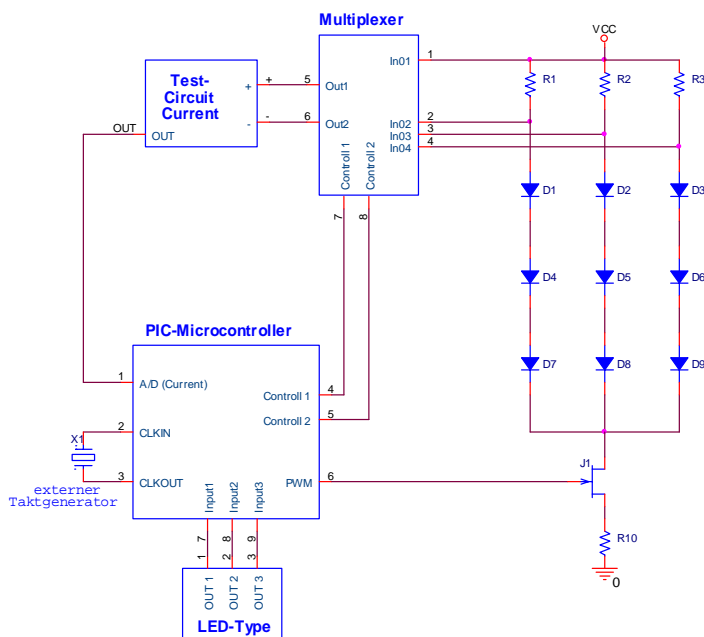 Multiplexer
VCC
1
In01
R1
R2
R3
Test-
Circuit
Current
+
+
5
Out1
-
-
6
Out2
2
In02
3
In03
4
In04
OUT
OUT
Controll 1
Controll 2
7
8
D1
D2
D3
D4
D5
D6
D7
D8
D9
PIC-Microcontroller
1
A/D (Current)
4
Controll 1
5
Controll 2
2
CLKIN
X1
3
CLKOUT
externer
Taktgenerator
PWM
6
J1
Input1
Input2
Input3
7
8
9
1
2
3
OUT 1
OUT 2
OUT 3
LED-Type
R10
0